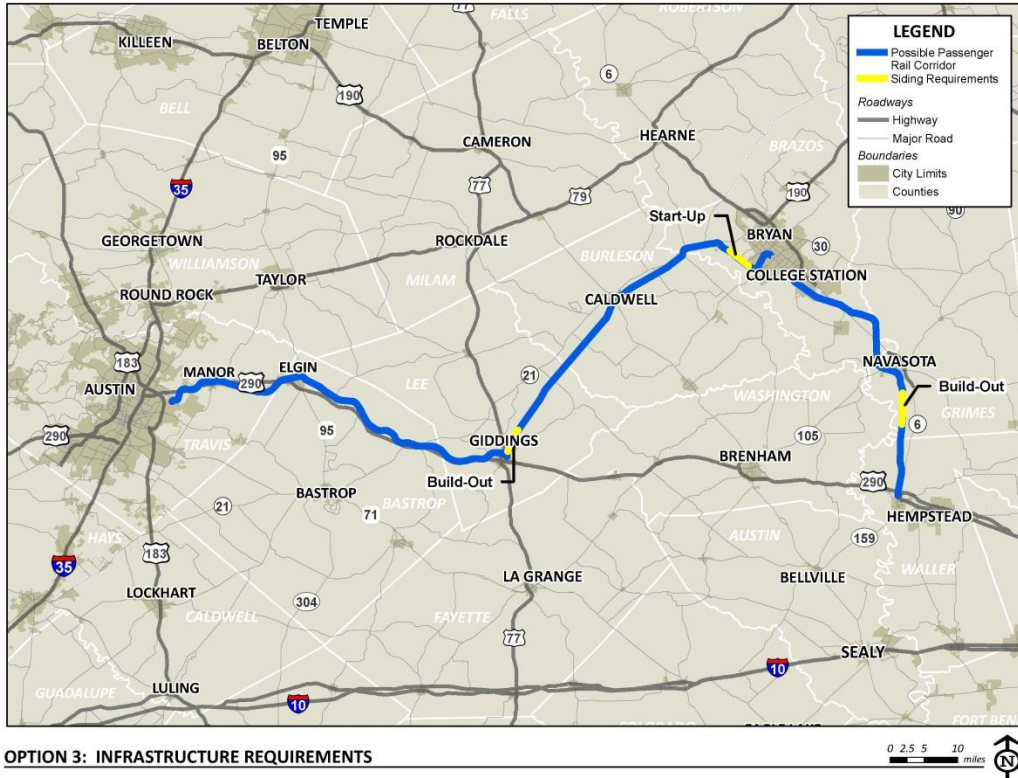 77
FALLS
ROBERTSON
TEMPLE
KILLEEN
BELTON
LEGEND
Possible Passenger
Rail Corridor
Siding Requirements
Roadways
Highway
Major Road
Boundaries
City Limits
Counties
6
190
BELL
HEARNE
BRAZOS
95
CAMERON
77
79
190
90
35
Start-Up
BRYAN
30
GEORGETOWN
WILLIAMSON
ROCKDALE
BURLESON
COLLEGE STATION
TAYLOR
MILAM
ROUND ROCK
CALDWELL
183
MANOR
290
ELGIN
LEE
21
NAVASOTA
AUSTIN
WASHINGTON
Build-Out
GRIMES
290
TRAVIS
95
GIDDINGS
105
6
BRENHAM
Build-Out
290
BASTROP
BASTROP
21
71
HEMPSTEAD
HAYS
AUSTIN
159
183
35
WALLER
LA GRANGE
BELLVILLE
LOCKHART
304
CALDWELL
FAYETTE
77
SEALY
10
GUADALUPE
LULING
10
COLORADO
EAGLE LAKE
FORT BEN
OPTION 3: INFRASTRUCTURE REQUIREMENTS
0 2.5 5 10
miles
N